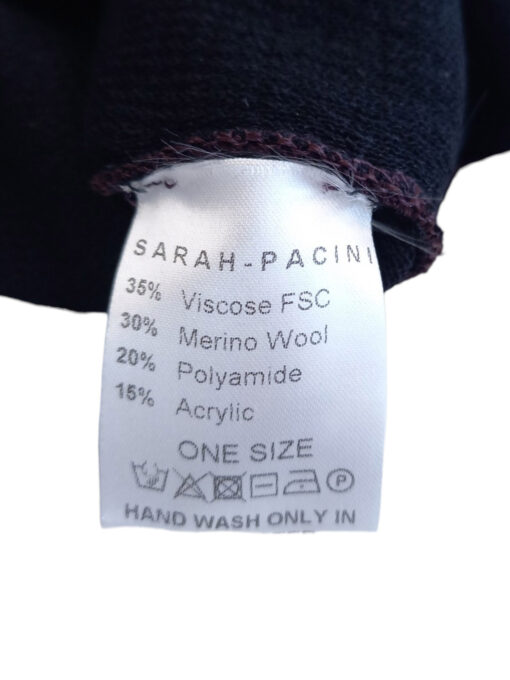 SARAH-PACINI
35% Viscose FSC
30% Merino Wool
20% Polyamide
15% Acrylic
ONE SIZE
P
HAND WASH ONLY IN